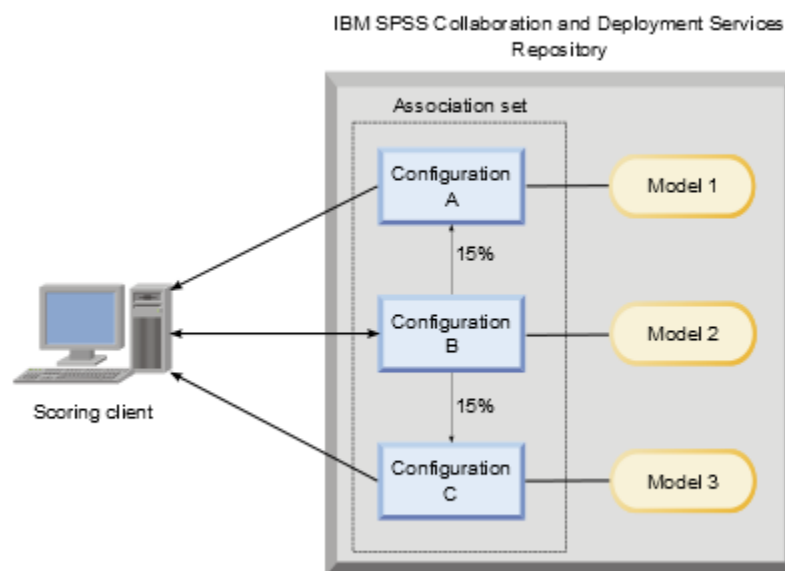 IBM SPSS Collaboration and Deployment Services
Repository
Association set
Configuration
A
Model 1
15%
Configuration
B
Model 2
Scoring client
15%
Configuration
C
Model 3